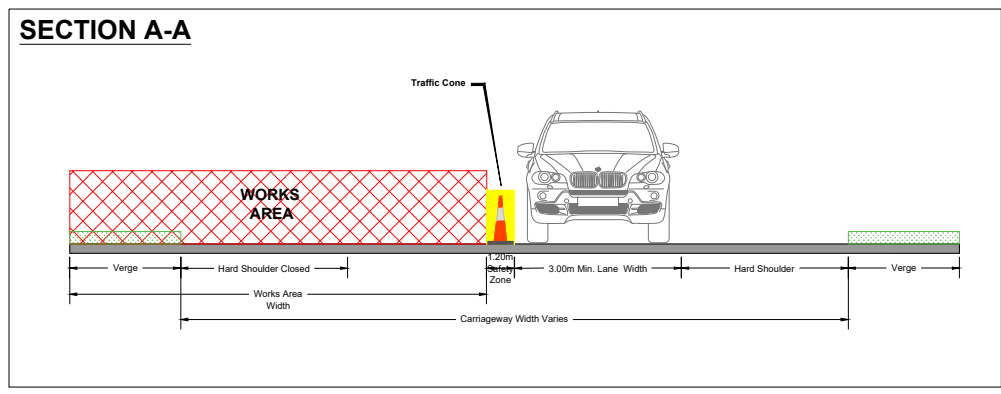 SECTION A-A
Traffic Cone
WORKS
AREA
1.20m
Safety
Zone
Verge
Hard Shoulder Closed
3.00m Min. Lane Width
Hard Shoulder
Verge
Works Area
Width
Carriageway Width Varies